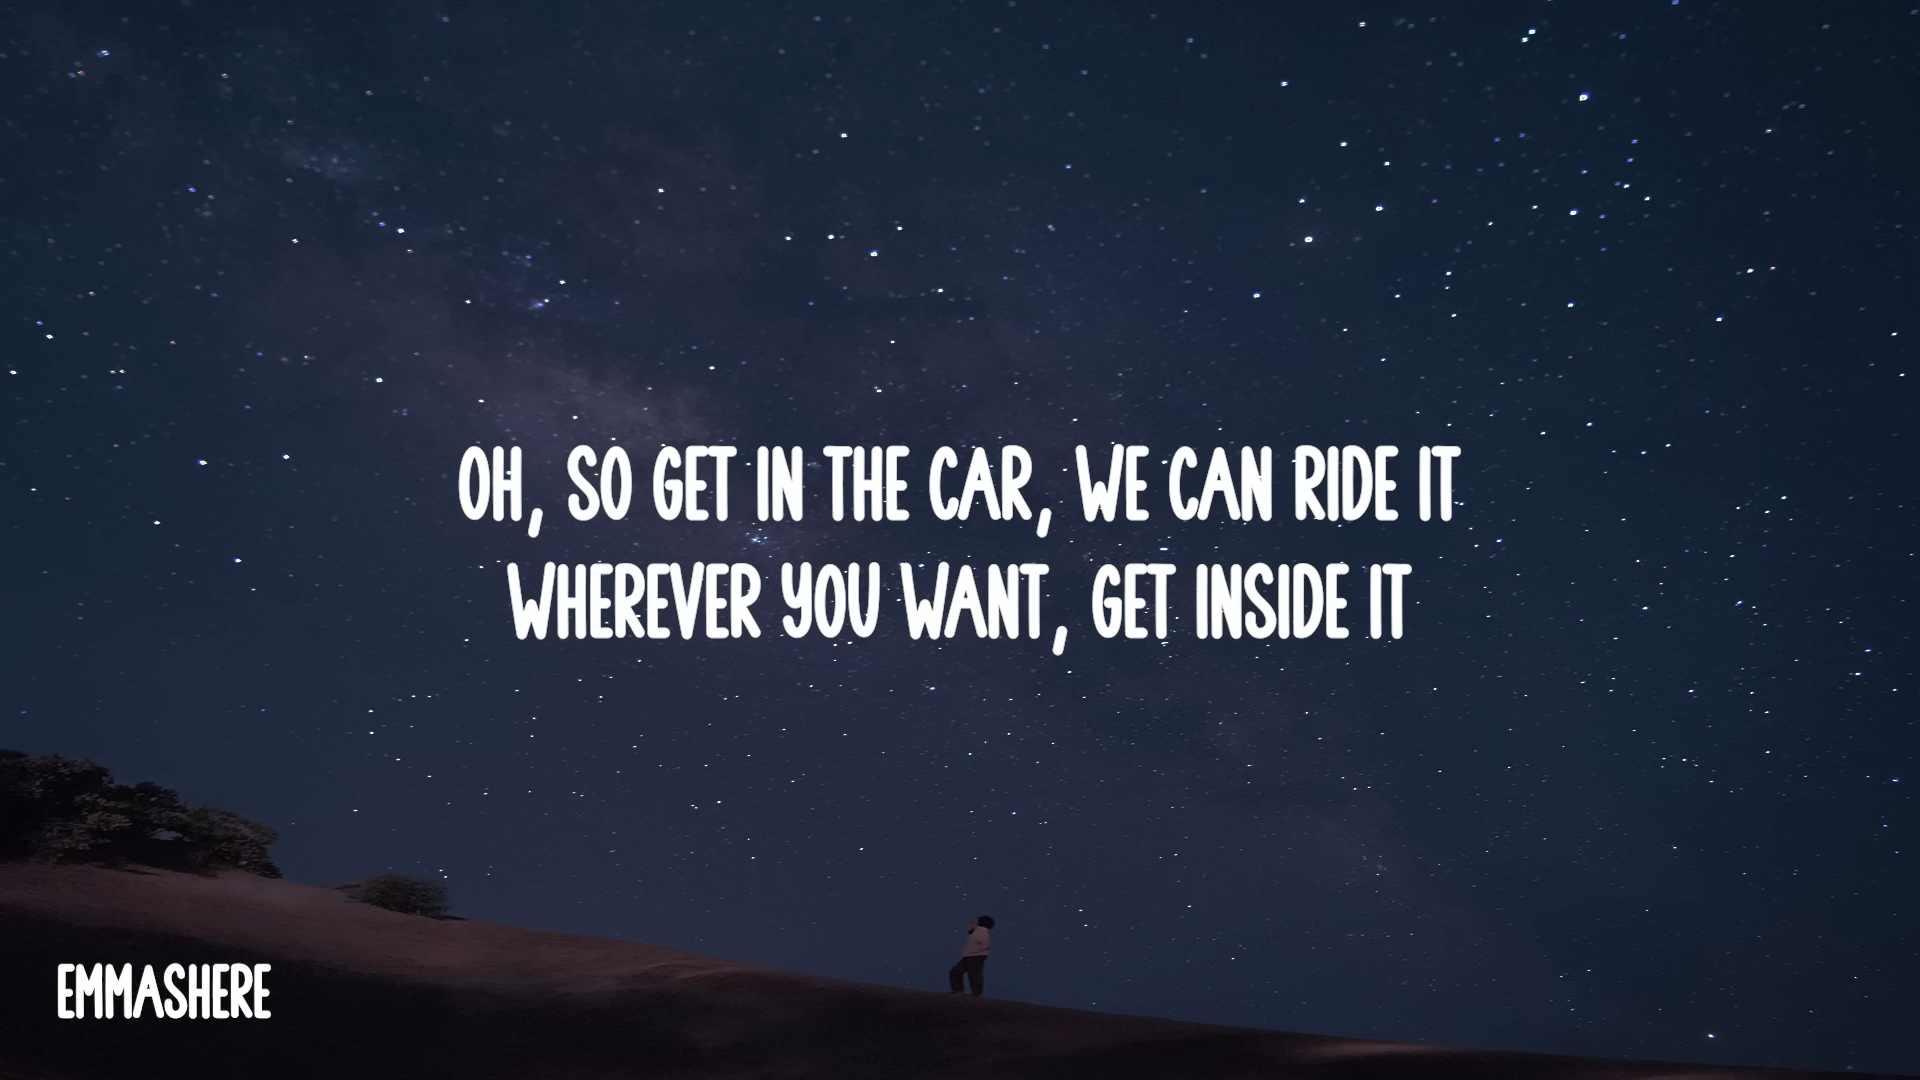 OH, SO GET IN THE CAR, WE CAN RIDE IT
WHEREVER YOU WANT, GET INSIDE IT
EMMASHERE